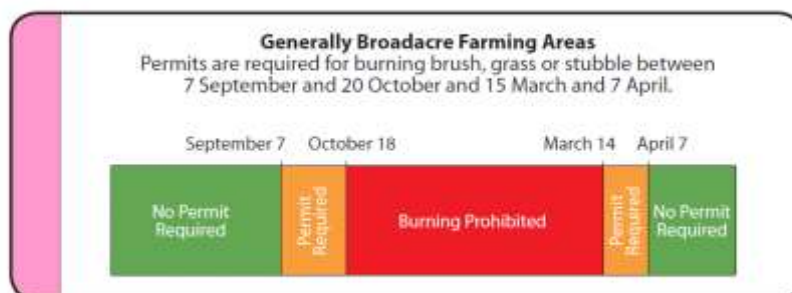 Generally Broadacre Farming Areas
Permits are required for burning brush, grass or stubble between
7 September and 20 October and 15 March and 7 April.
September 7 October 18 March 14 April 7
No Permit
Required
Permit
Required
Burning Prohibited
Permit
Required
No Permit
Required